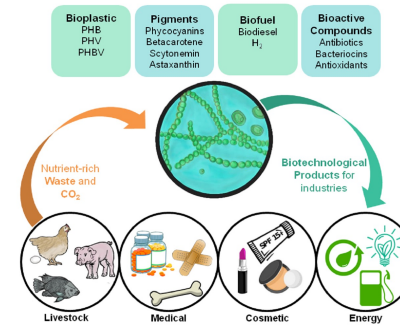 Bioplastic
PHB
PHV
PHBV
Pigments
Phycocyanins
Betacarotene
Scytonemin
Astaxanthin
Biofuel
Biodiesel
H₂
Bioactive
Compounds
Antibiotics
Bacteriocins
Antioxidants
Nutrient-rich
Waste and
CO₂
Biotechnological
Products for
industries
SPF 15+
Livestock
Medical
Cosmetic
Energy